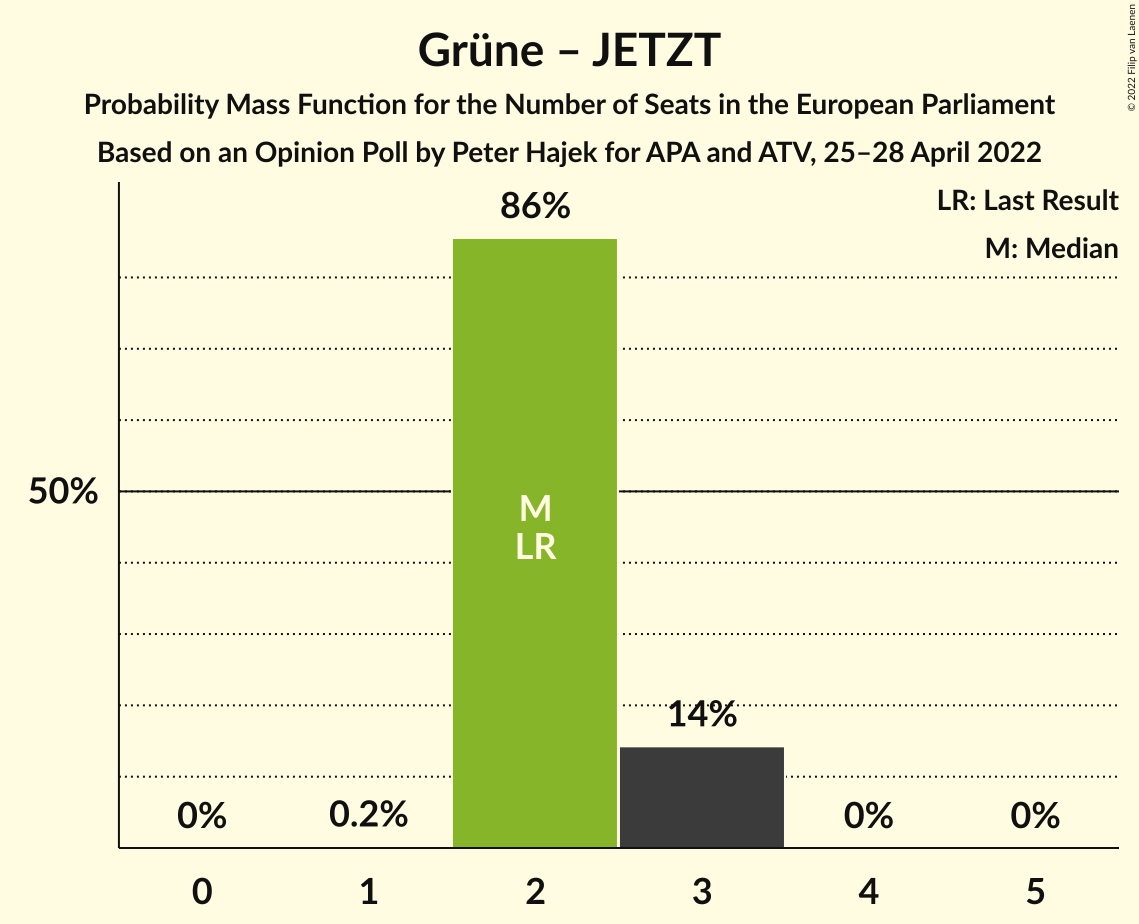 Grüne – JETZT
Probability Mass Function for the Number of Seats in the European Parliament
Based on an Opinion Poll by Peter Hajek for APA and ATV, 25–28 April 2022
© 2022 Filip van Laenen
LR: Last Result
M: Median
86%
50%
M
LR
14%
0%
0.2%
0%
0%
0 1 2 3 4 5